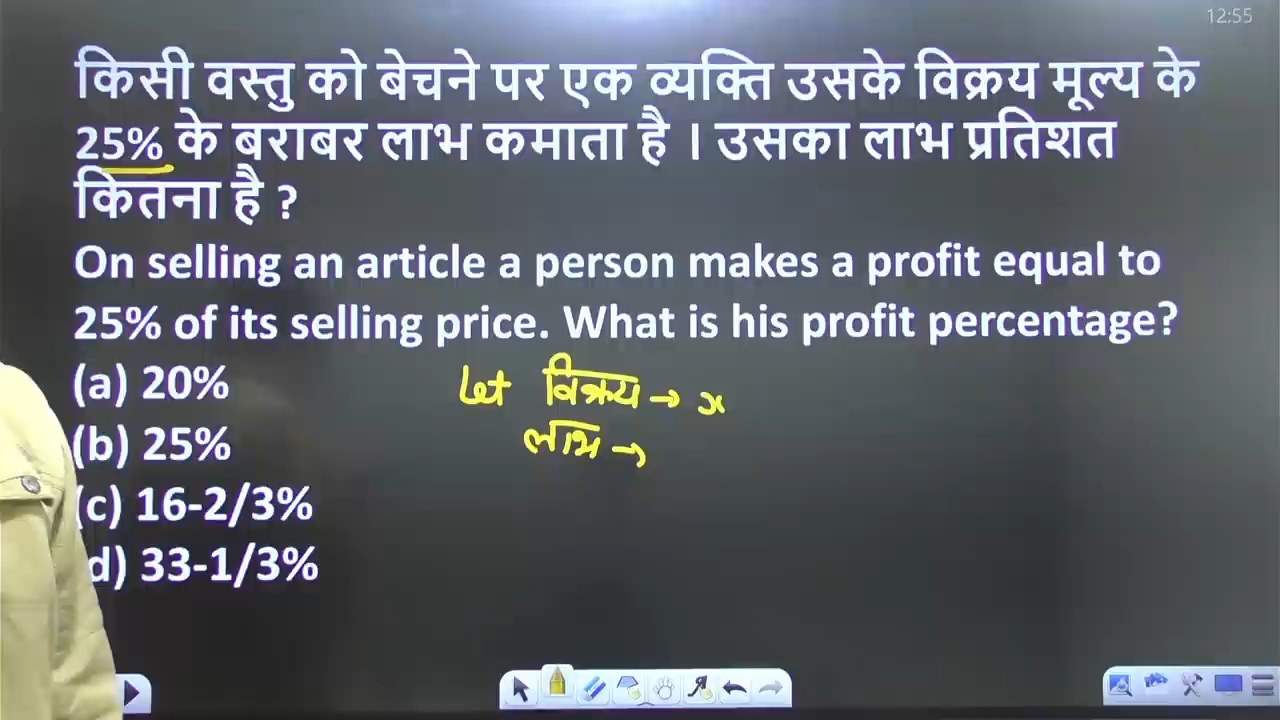 12:55
किसी वस्तु को बेचने पर एक व्यक्ति उसके विक्रय मूल्य के
25% के बराबर लाभ कमाता है । उसका लाभ प्रतिशत
कितना है ?
On selling an article a person makes a profit equal to
25% of its selling price. What is his profit percentage?
(a) 20%
(b) 25%
(c) 16-2/3%
d) 33-1/3%
Let विक्रय → x
लाभ →